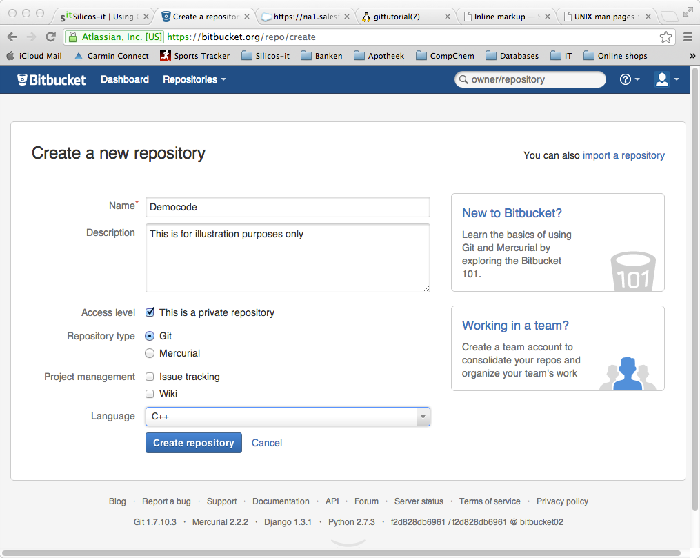 Silicos-it | Using L
Create a repositor
https://na1.salest
gittutorial(7)
Inline markup
UNIX man pages :
Atlassian, Inc. [US] https://bitbucket.org/repo/create
iCloud Mail Garmin Connect Sports Tracker Silicos-it Banken Apotheek CompChem Databases IT Online shops »
Bitbucket Dashboard Repositories owner/repository
Create a new repository
You can also import a repository
Name* Democode
Description This is for illustration purposes only
Access level This is a private repository
Repository type Git
Mercurial
Project management Issue tracking
Wiki
Language C++
Create repository Cancel
New to Bitbucket?
Learn the basics of using
Git and Mercurial by
exploring the Bitbucket
101.
101
Working in a team?
Create a team account to
consolidate your repos and
organize your team's work
Blog · Report a bug · Support · Documentation · API · Forum · Server status · Terms of service · Privacy policy
Git 1.7.10.3 · Mercurial 2.2.2 · Django 1.3.1 · Python 2.7.3 · f2d828db6961 / f2d828db6961 @ bitbucket02